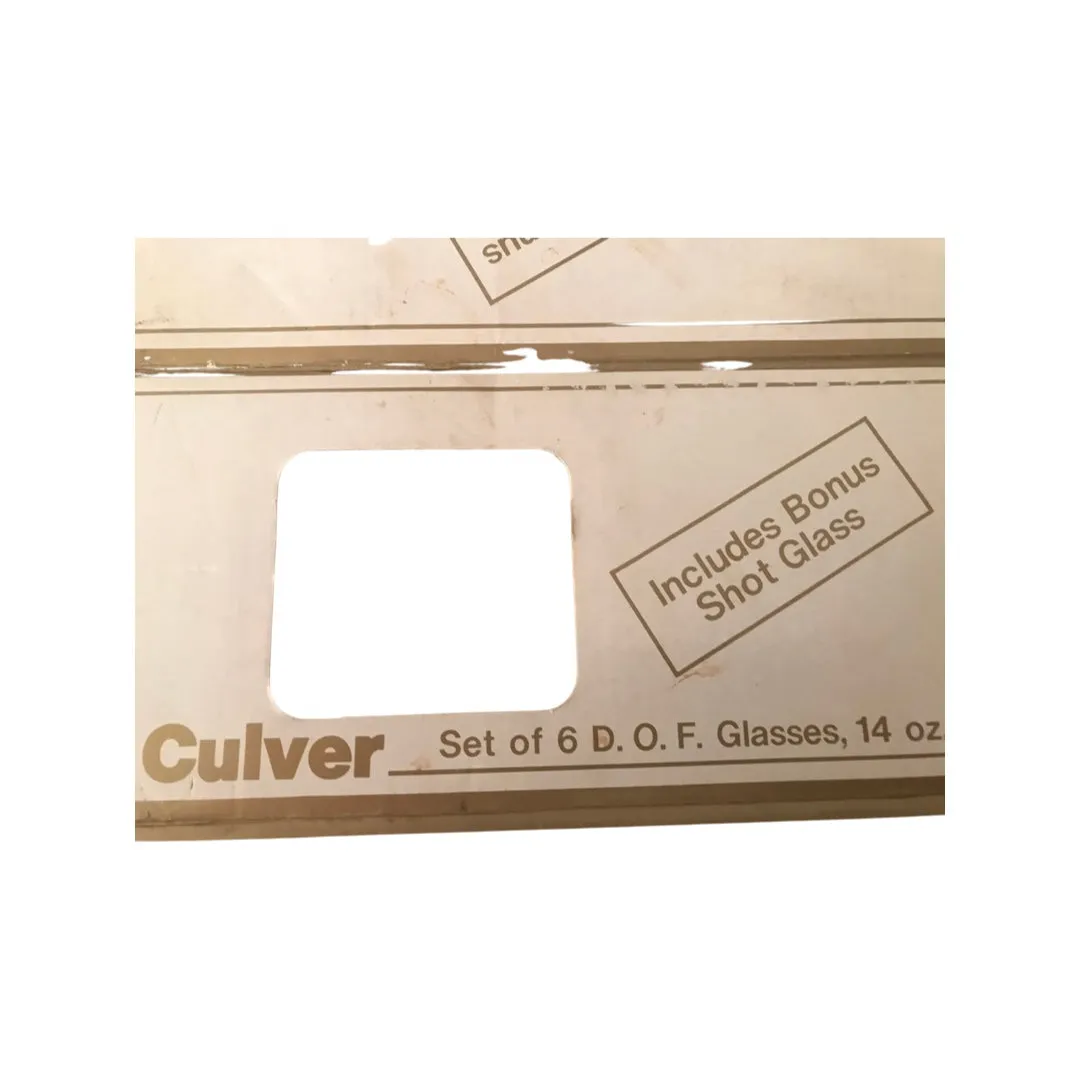 Includes Bonus
Shot Glass
Culver
Set of 6 D. O. F. Glasses, 14 oz.